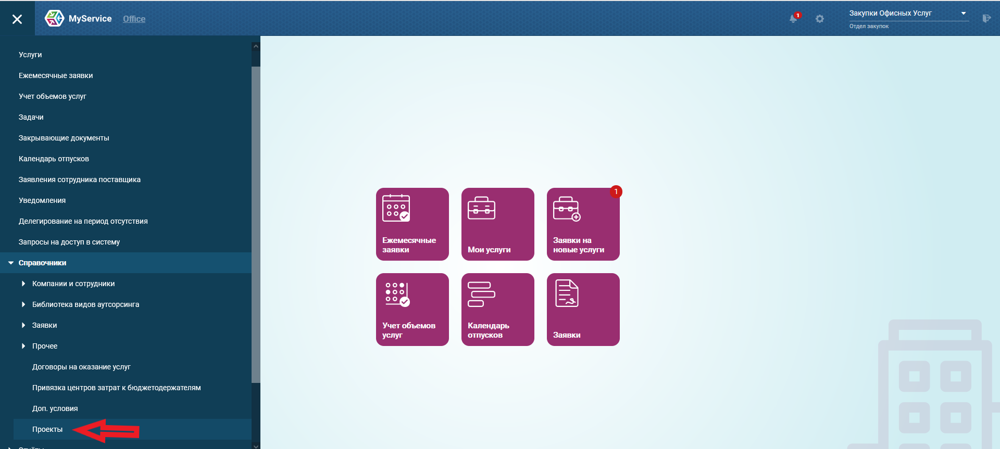 MyService Office
1
Закупки Офисных Услуг
Отдел закупок
Услуги
Ежемесячные заявки
Учет объемов услуг
Задачи
Закрывающие документы
Календарь отпусков
Заявления сотрудника поставщика
Уведомления
Делегирование на период отсутствия
Запросы на доступ в систему
Справочники
Компании и сотрудники
Библиотека видов аутсорсинга
Заявки
Прочее
Договоры на оказание услуг
Привязка центров затрат к бюджетодержателям
Доп. условия
Проекты
Отчёты
Ежемесячные
заявки
Мои услуги
1
Заявки на
новые услуги
Учет объемов
услуг
Календарь
отпусков
Заявки